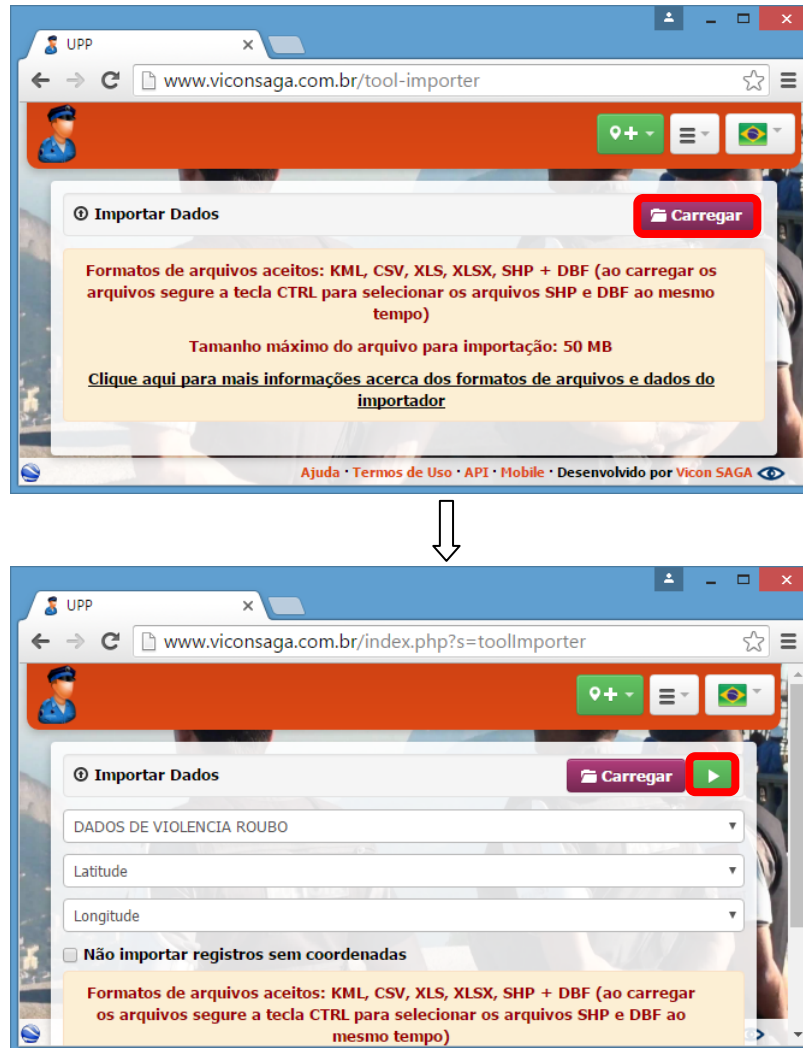 UPP
www.viconsaga.com.br/tool-importer
Importar Dados
Carregar
Formatos de arquivos aceitos: KML, CSV, XLS, XLSX, SHP + DBF (ao carregar os
arquivos segure a tecla CTRL para selecionar os arquivos SHP e DBF ao mesmo
tempo)
Tamanho máximo do arquivo para importação: 50 MB
Clique aqui para mais informações acerca dos formatos de arquivos e dados do
importador
Ajuda · Termos de Uso · API · Mobile · Desenvolvido por Vicon SAGA
UPP
www.viconsaga.com.br/index.php?s=toolImporter
Importar Dados
Carregar
DADOS DE VIOLENCIA ROUBO
Latitude
Longitude
Não importar registros sem coordenadas
Formatos de arquivos aceitos: KML, CSV, XLS, XLSX, SHP + DBF (ao carregar
os arquivos segure a tecla CTRL para selecionar os arquivos SHP e DBF ao
mesmo tempo)